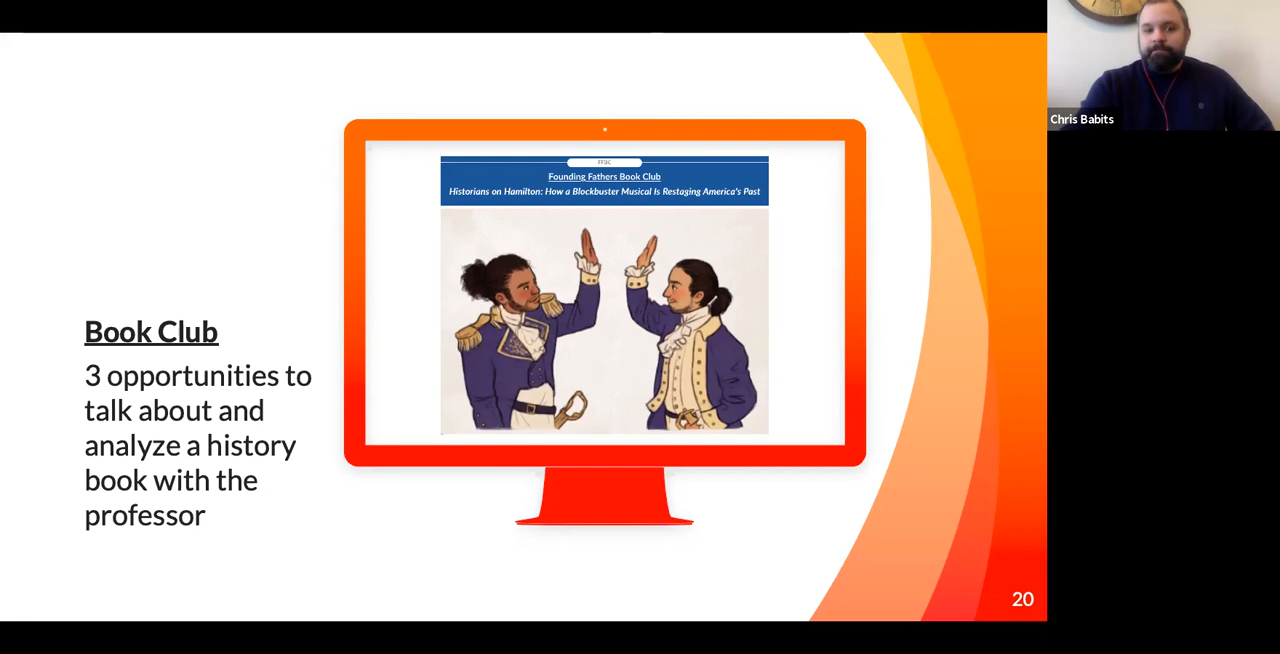 Chris Babits
FFBC
Founding Fathers Book Club
Historians on Hamilton: How a Blockbuster Musical Is Restaging America's Past
Book Club
3 opportunities to
talk about and
analyze a history
book with the
professor
20